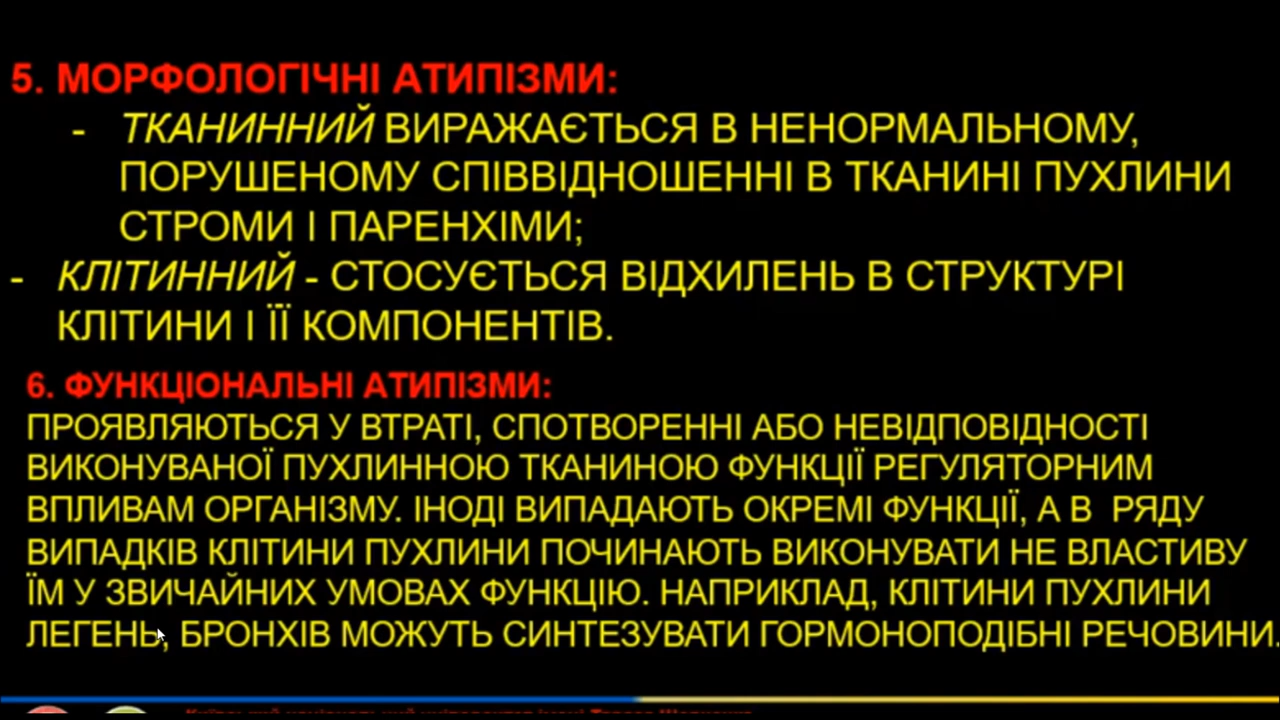 5. МОРФОЛОГІЧНІ АТИПІЗМИ:
- ТКАНИННИЙ ВИРАЖАЄТЬСЯ В НЕНОРМАЛЬНОМУ,
ПОРУШЕНОМУ СПІВВІДНОШЕННІ В ТКАНИНІ ПУХЛИНИ
СТРОМИ І ПАРЕНХІМИ;
- КЛІТИННИЙ - СТОСУЄТЬСЯ ВІДХИЛЕНЬ В СТРУКТУРІ
КЛІТИНИ І ЇЇ КОМПОНЕНТІВ.
6. ФУНКЦІОНАЛЬНІ АТИПІЗМИ:
ПРОЯВЛЯЮТЬСЯ У ВТРАТІ, СПОТВОРЕННІ АБО НЕВІДПОВІДНОСТІ
ВИКОНУВАНОЇ ПУХЛИННОЮ ТКАНИНОЮ ФУНКЦІЇ РЕГУЛЯТОРНИМ
ВПЛИВАМ ОРГАНІЗМУ. ІНОДІ ВИПАДАЮТЬ ОКРЕМІ ФУНКЦІЇ, А В РЯДУ
ВИПАДКІВ КЛІТИНИ ПУХЛИНИ ПОЧИНАЮТЬ ВИКОНУВАТИ НЕ ВЛАСТИВУ
ЇМ У ЗВИЧАЙНИХ УМОВАХ ФУНКЦІЮ. НАПРИКЛАД, КЛІТИНИ ПУХЛИНИ
ЛЕГЕНЬ, БРОНХІВ МОЖУТЬ СИНТЕЗУВАТИ ГОРМОНОПОДІБНІ РЕЧОВИНИ.